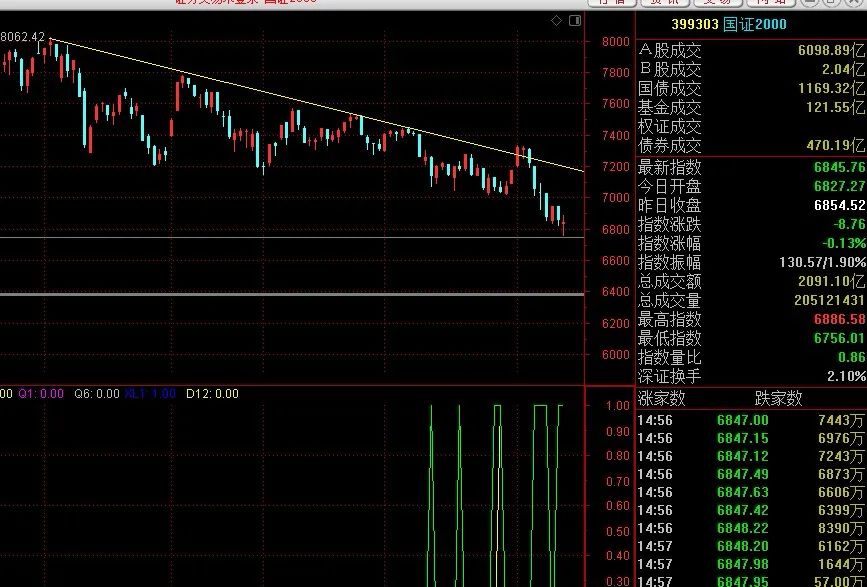 8062.42
8000
7800
7600
7400
7200
7000
6800
6600
6400
6200
6000
00 Q1: 0.00 Q6: 0.00 XL1: 1.00 D12: 0.00
1.00
0.90
0.80
0.70
0.60
0.50
0.40
0.30
399303 国证2000
A股成交 6098.89亿
B股成交 2.04亿
国债成交 1169.32亿
基金成交 121.55亿
权证成交
债券成交 470.19亿
最新指数 6845.76
今日开盘 6827.27
昨日收盘 6854.52
指数涨跌 -8.76
指数涨幅 -0.13%
指数振幅 130.57/1.90%
总成交额 2091.10亿
总成交量 205121431
最高指数 6886.58
最低指数 6756.01
指数量比 0.86
深证换手 2.10%
涨家数 跌家数
14:56 6847.00 7443万
14:56 6847.15 6976万
14:56 6847.12 7243万
14:56 6847.49 6873万
14:56 6847.63 6606万
14:56 6847.42 6399万
14:56 6848.22 8390万
14:57 6848.20 6162万
14:57 6847.98 1644万
14:57 6847.95 57.00万